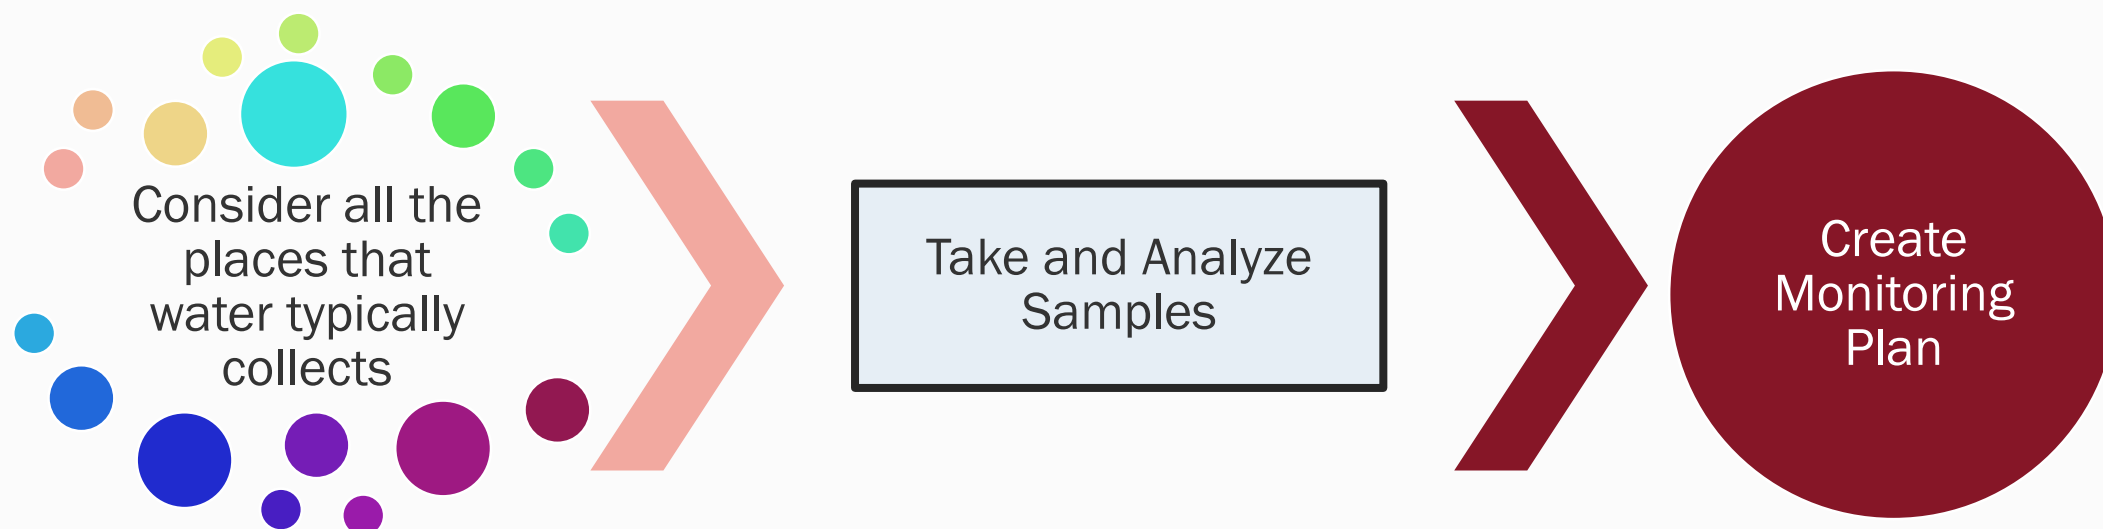 Consider all the
places that
water typically
collects
Take and Analyze
Samples
Create
Monitoring
Plan